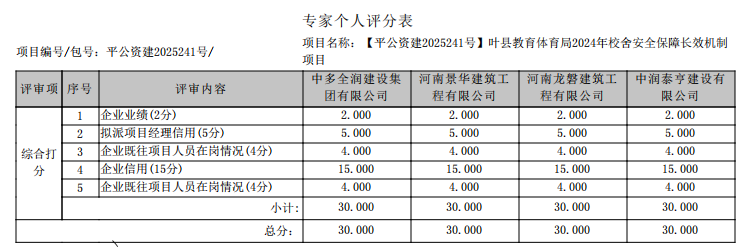 专家个人评分表
项目编号/包号: 平公资建2025241号/
项目名称: 【平公资建2025241号】叶县教育体育局2024年校舍安全保障长效机制
项目
评审项 序号 评审内容 中多全润建设集团有限公司 河南景华建筑工程有限公司 河南龙磐建筑工程有限公司 中润泰亨建设有限公司
综合打分
1 企业业绩(2分) 2.000 2.000 2.000 2.000
2 拟派项目经理信用(5分) 5.000 5.000 5.000 5.000
3 企业既往项目人员在岗情况(4分) 4.000 4.000 4.000 4.000
4 企业信用(15分) 15.000 15.000 15.000 15.000
5 企业既往项目人员在岗情况(4分) 4.000 4.000 4.000 4.000
小计: 30.000 30.000 30.000 30.000
总分: 30.000 30.000 30.000 30.000